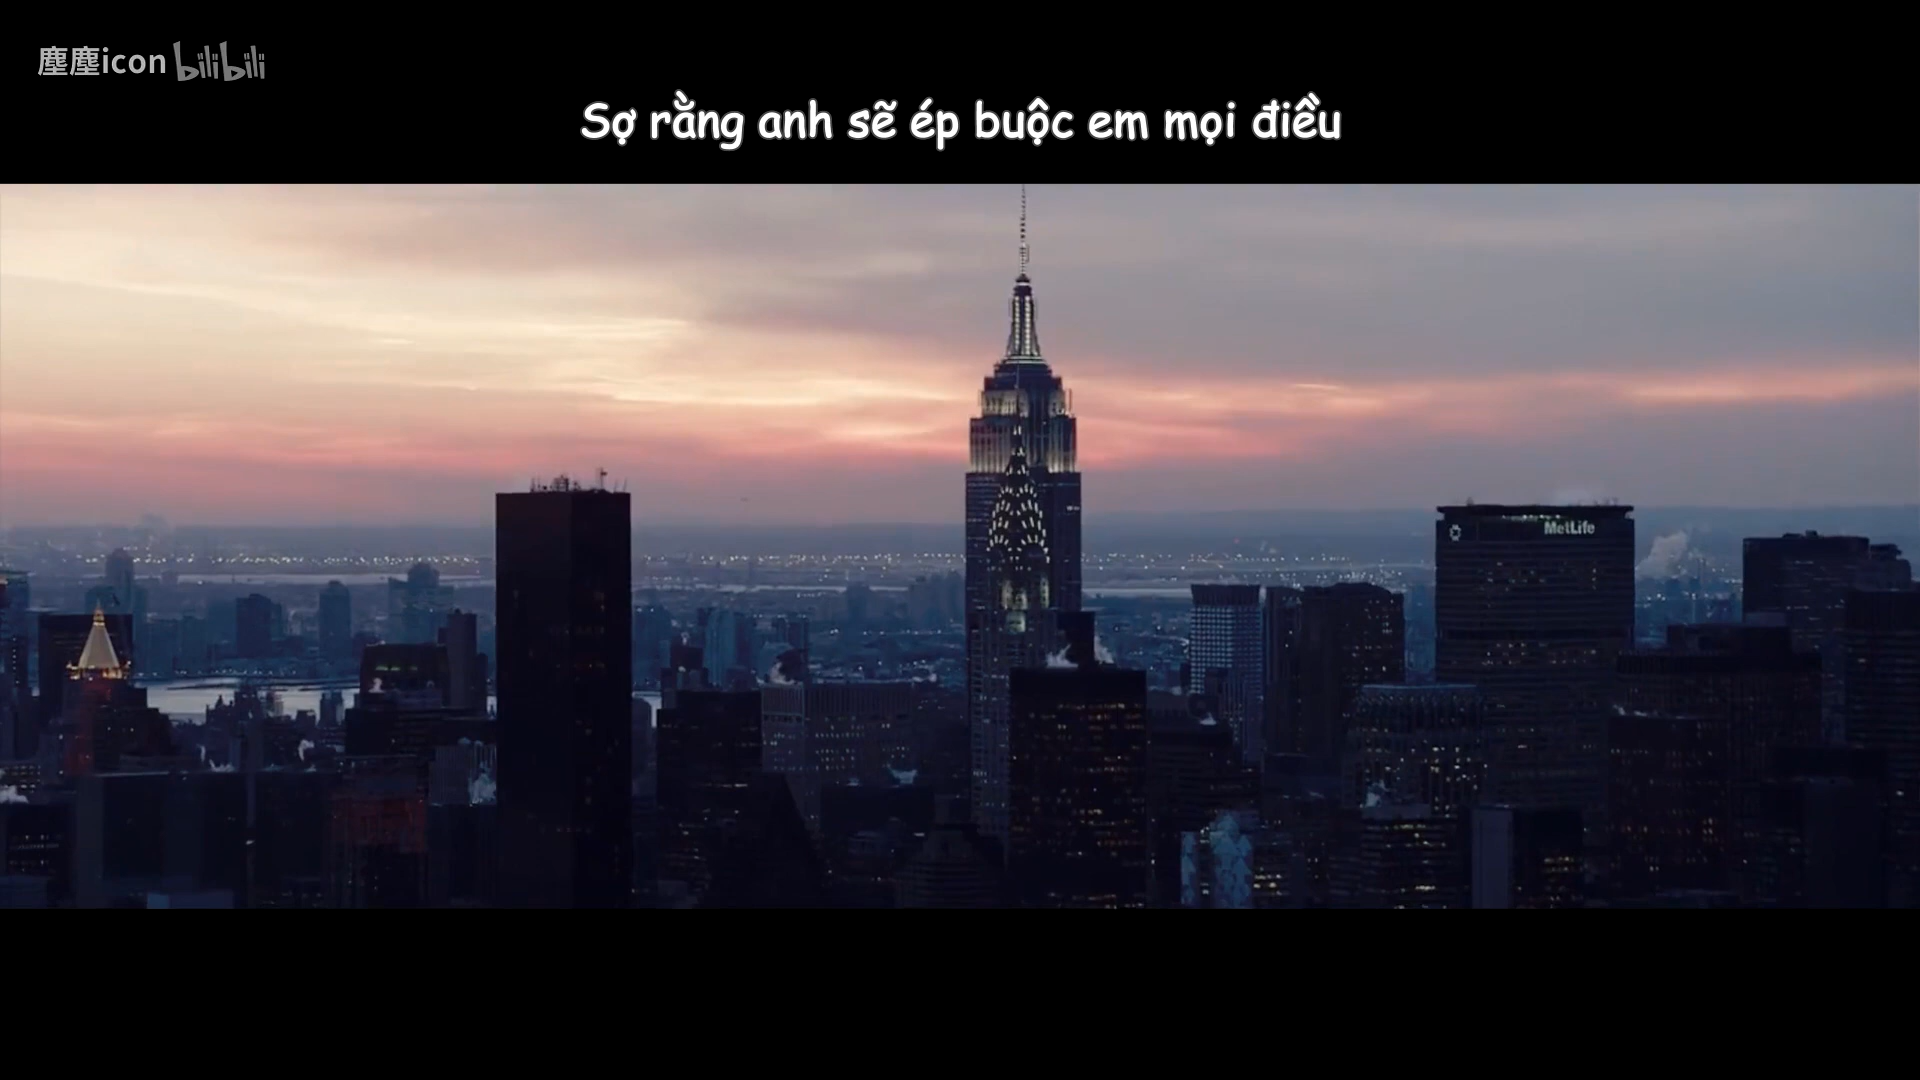 塵塵icon bilibili
Sợ rằng anh sẽ ép buộc em mọi điều
MetLife